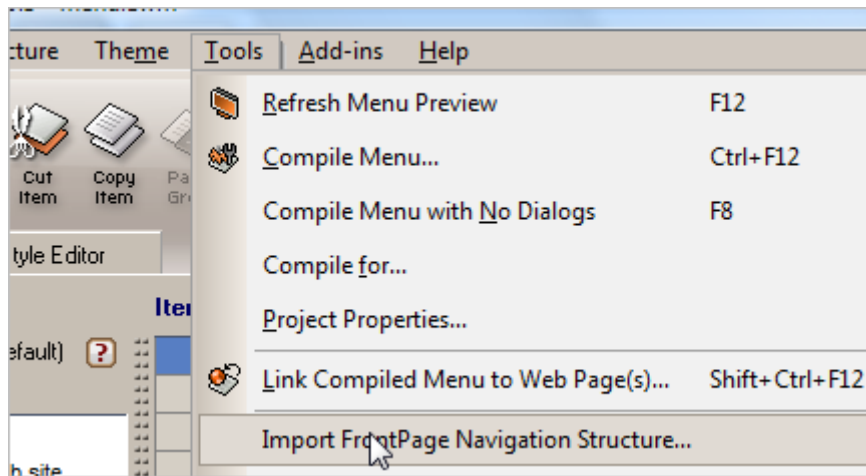 cture Theme Tools Add-ins Help
Refresh Menu Preview F12
Compile Menu... Ctrl+F12
Cut Item
Copy Item
Pa
Gr
Compile Menu with No Dialogs F8
tyle Editor
Compile for...
Iter
Project Properties...
efault) ?
Link Compiled Menu to Web Page(s)... Shift+Ctrl+F12
Import FrontPage Navigation Structure...
h site